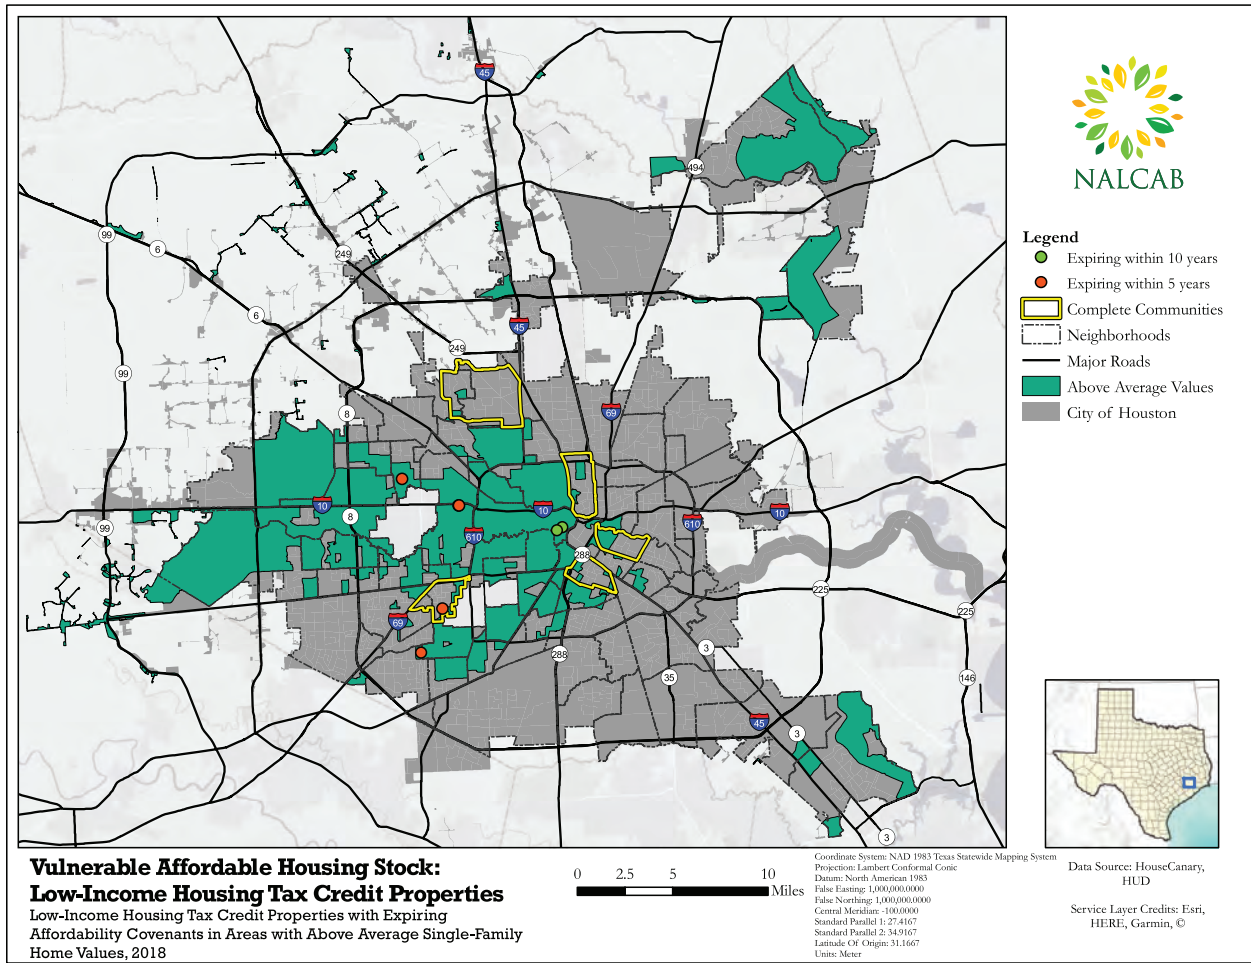 45
494
99
6
249
6
45
249
99
69
8
10
10
10
99
8
610
610
288
225
225
69
3
288
35
146
45
3
3
NALCAB
Legend
Expiring within 10 years
Expiring within 5 years
Complete Communities
Neighborhoods
Major Roads
Above Average Values
City of Houston
Vulnerable Affordable Housing Stock:
Low-Income Housing Tax Credit Properties
Low-Income Housing Tax Credit Properties with Expiring
Affordability Covenants in Areas with Above Average Single-Family
Home Values, 2018
0 2.5 5 10
Miles
Coordinate System: NAD 1983 Texas Statewide Mapping System
Projection: Lambert Conformal Conic
Datum: North American 1983
False Easting: 1,000,000.0000
False Northing: 1,000,000.0000
Central Meridian: -100.0000
Standard Parallel 1: 27.4167
Standard Parallel 2: 34.9167
Latitude Of Origin: 31.1667
Units: Meter
Data Source: HouseCanary,
HUD
Service Layer Credits: Esri,
HERE, Garmin, ©